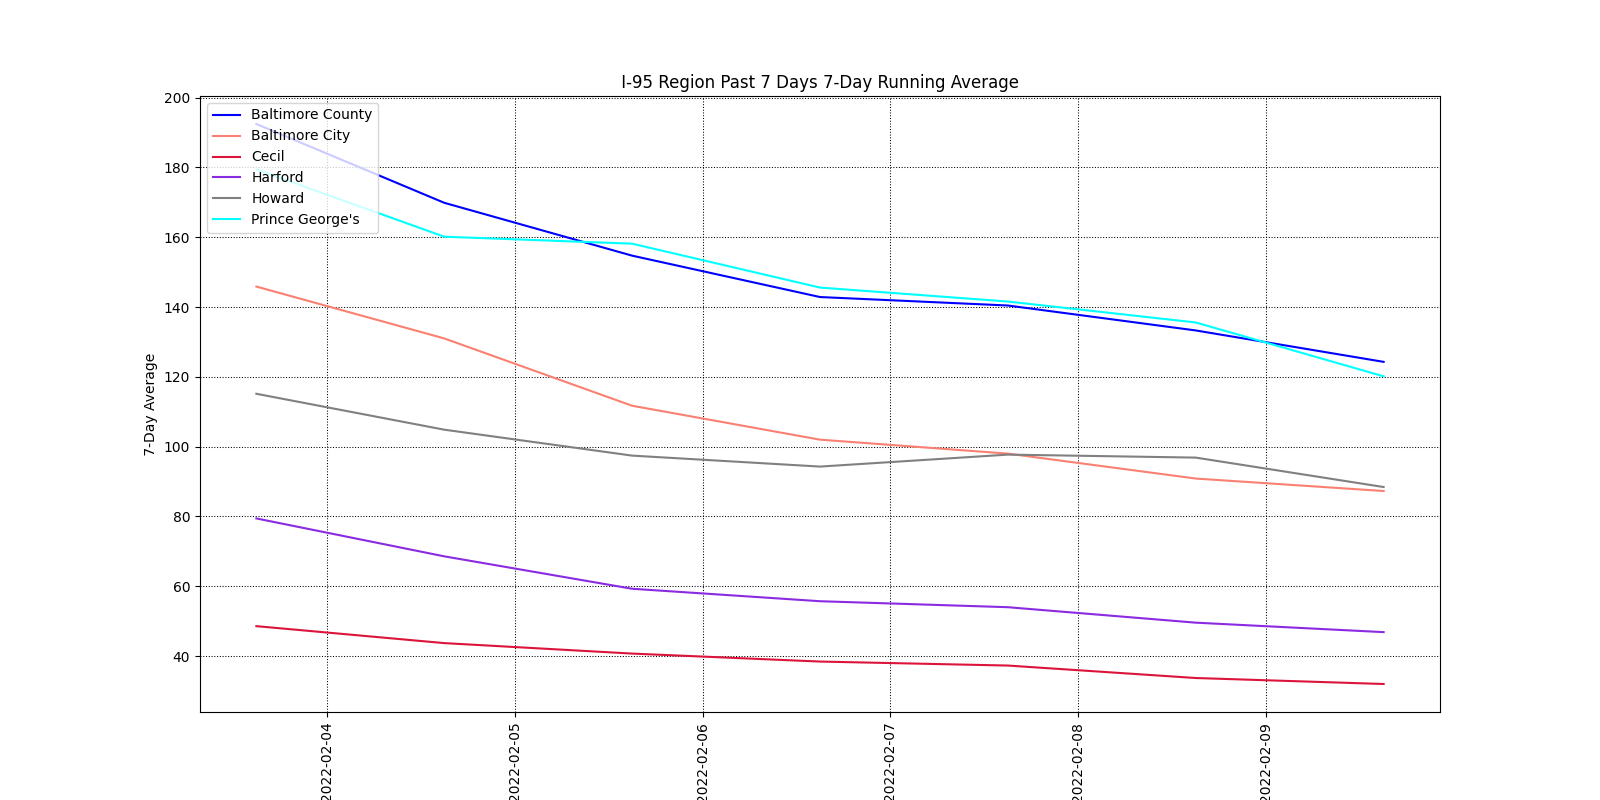 I-95 Region Past 7 Days 7-Day Running Average
Baltimore County
Baltimore City
Cecil
Harford
Howard
Prince George's
7-Day Average
200
180
160
140
120
100
80
60
40
2022-02-04
2022-02-05
2022-02-06
2022-02-07
2022-02-08
2022-02-09